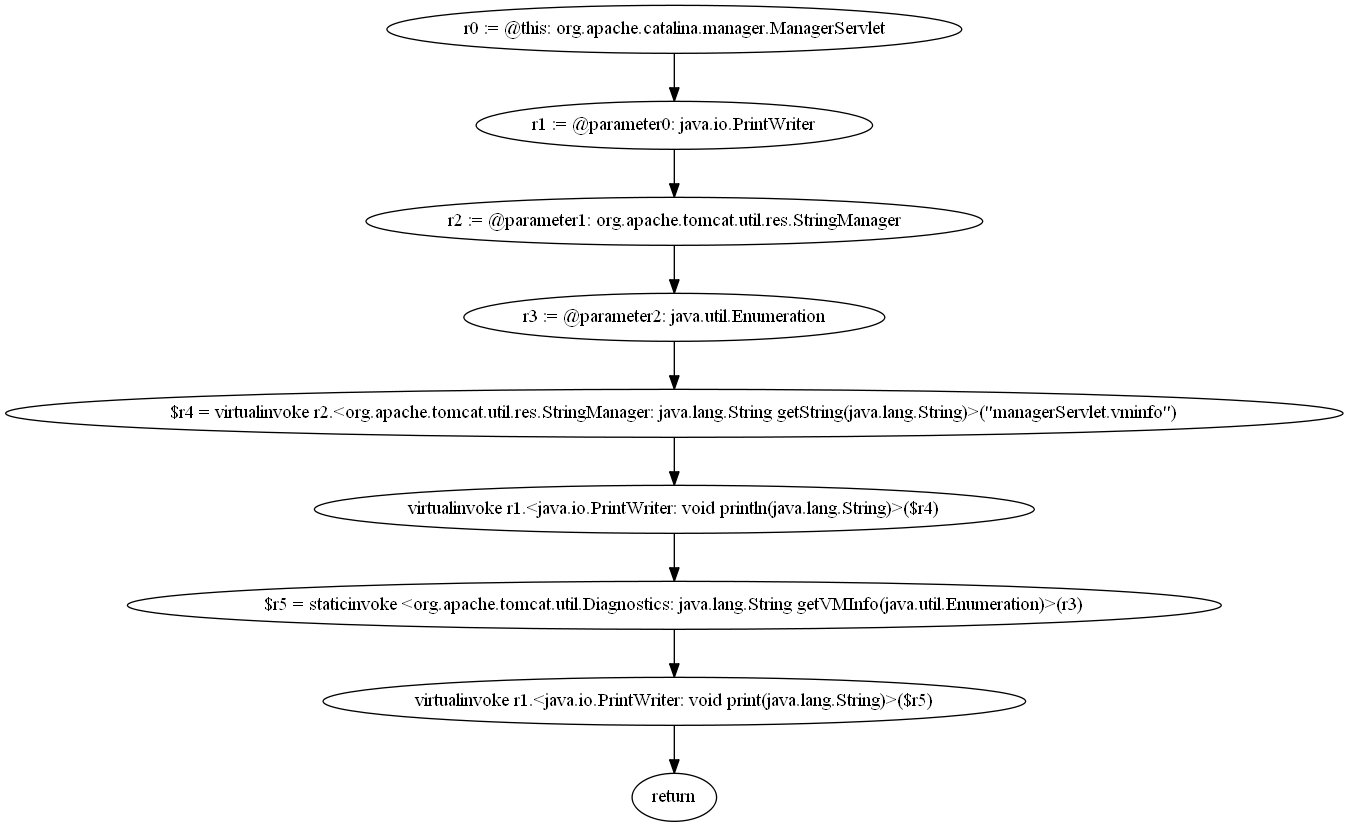 r0 := @this: org.apache.catalina.manager.ManagerServlet
r1 := @parameter0: java.io.PrintWriter
r2 := @parameter1: org.apache.tomcat.util.res.StringManager
r3 := @parameter2: java.util.Enumeration
$r4 = virtualinvoke r2.<org.apache.tomcat.util.res.StringManager: java.lang.String getString(java.lang.String)>("managerServlet.vminfo")
virtualinvoke r1.<java.io.PrintWriter: void println(java.lang.String)>($r4)
$r5 = staticinvoke <org.apache.tomcat.util.Diagnostics: java.lang.String getVMInfo(java.util.Enumeration)>(r3)
virtualinvoke r1.<java.io.PrintWriter: void print(java.lang.String)>($r5)
return